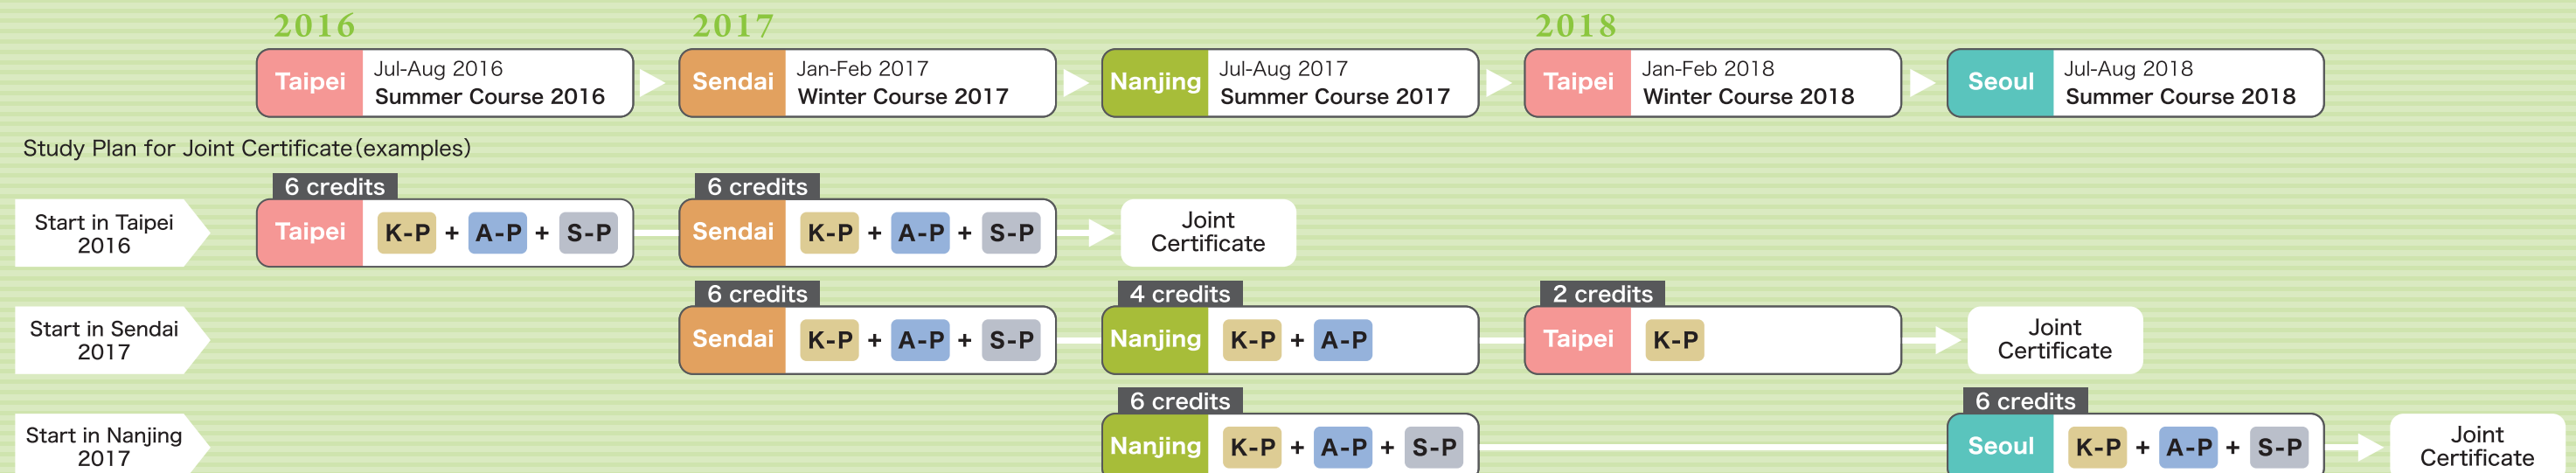 2016 2017 2018
Taipei Jul-Aug 2016 Sendai Jan-Feb 2017 Nanjing Jul-Aug 2017 Taipei Jan-Feb 2018 Seoul Jul-Aug 2018
Summer Course 2016 Winter Course 2017 Summer Course 2017 Winter Course 2018 Summer Course 2018
Study Plan for Joint Certificate(examples)
6 credits 6 credits
Start in Taipei
2016
Taipei K-P + A-P + S-P Sendai K-P + A-P + S-P
Joint
Certificate
6 credits 4 credits 2 credits
Start in Sendai
2017
Sendai K-P + A-P + S-P Nanjing K-P + A-P Taipei K-P
Joint
Certificate
6 credits 6 credits
Start in Nanjing
2017
Nanjing K-P + A-P + S-P Seoul K-P + A-P + S-P
Joint
Certificate